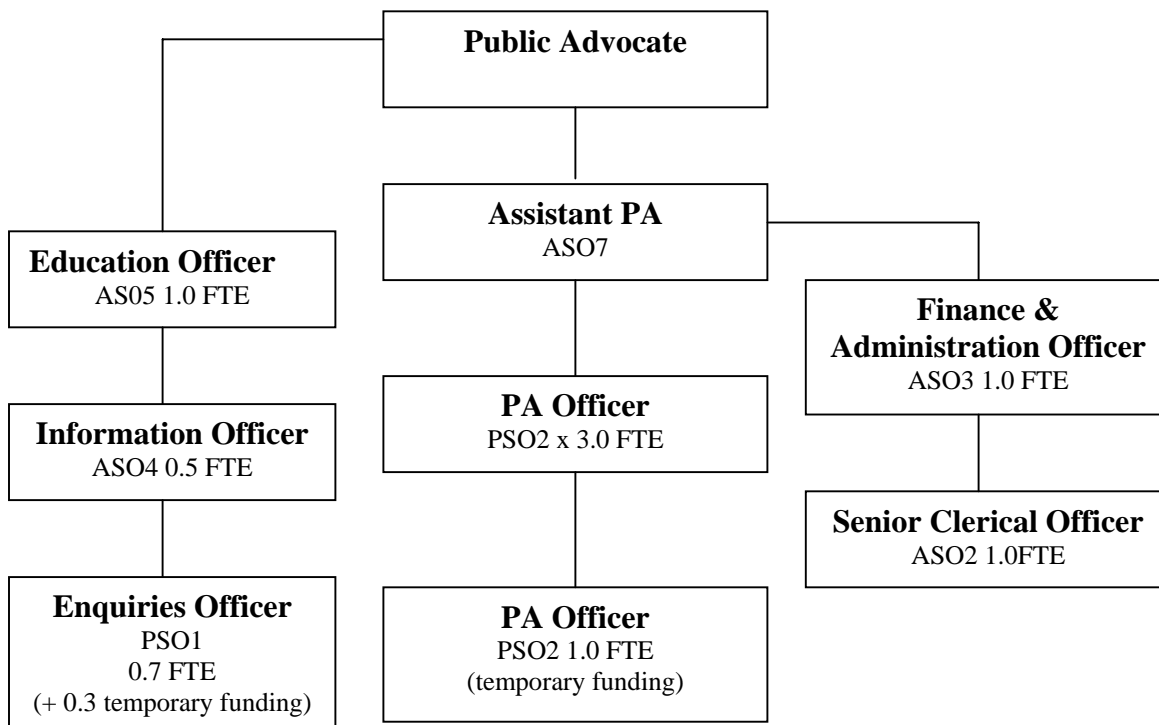 Public Advocate
Assistant PA
ASO7
Education Officer
AS05 1.0 FTE
Finance &
Administration Officer
ASO3 1.0 FTE
PA Officer
PSO2 x 3.0 FTE
Information Officer
ASO4 0.5 FTE
Senior Clerical Officer
ASO2 1.0FTE
Enquiries Officer
PSO1
0.7 FTE
(+ 0.3 temporary funding)
PA Officer
PSO2 1.0 FTE
(temporary funding)